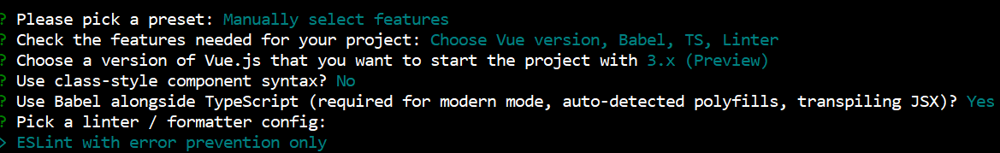 ? Please pick a preset: Manually select features
? Check the features needed for your project: Choose Vue version, Babel, TS, Linter
? Choose a version of Vue.js that you want to start the project with 3.x (Preview)
? Use class-style component syntax? No
? Use Babel alongside TypeScript (required for modern mode, auto-detected polyfills, transpiling JSX)? Yes
? Pick a linter / formatter config:
> ESLint with error prevention only